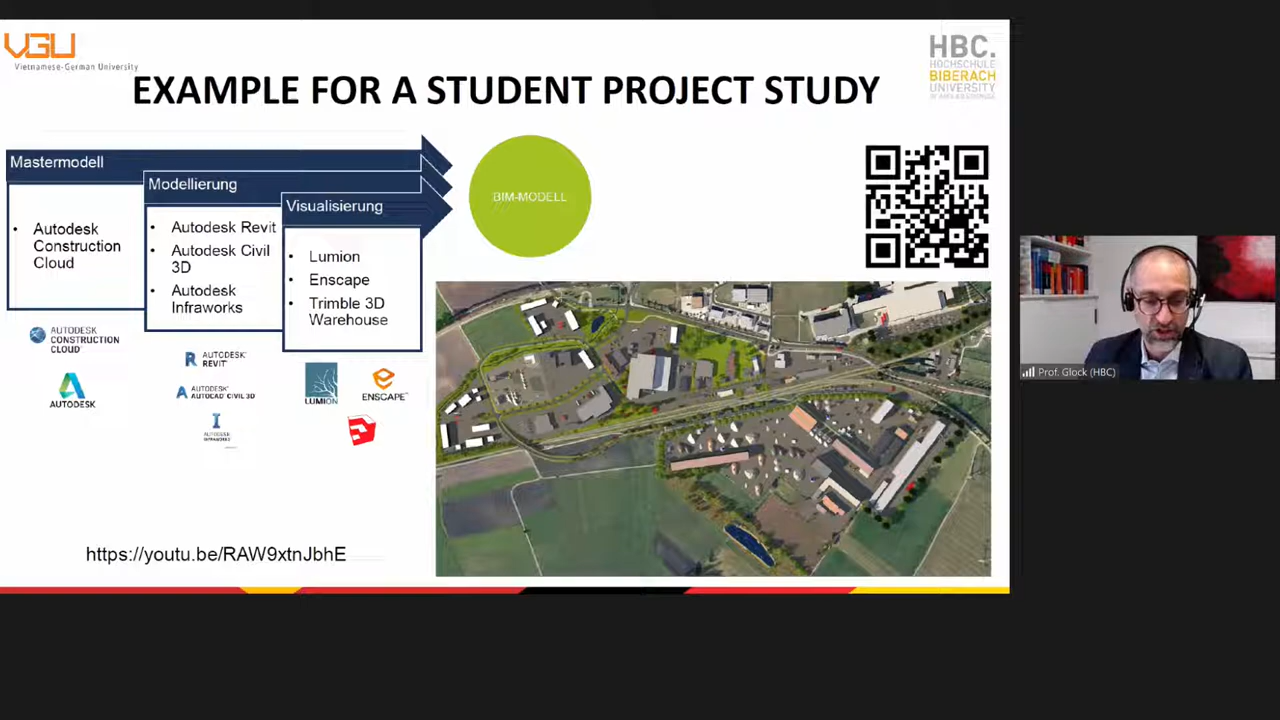 VGU
Vietnamese-German University
HBC.
HOCHSCHULE
BIBERACH
UNIVERSITY
EXAMPLE FOR A STUDENT PROJECT STUDY
Mastermodell
Modellierung
Visualisierung
BIM-MODELL
• Autodesk
Construction
Cloud
• Autodesk Revit
• Autodesk Civil
3D
• Autodesk
Infraworks
• Lumion
• Enscape
• Trimble 3D
Warehouse
AUTODESK
CONSTRUCTION
CLOUD
AUTODESK
AUTODESK
REVIT
AUTODESK
AUTOCAD CIVIL 3D
AUTODESK
INFRAWORKS
LUMION
ENSCAPE
https://youtu.be/RAW9xtnJbhE
Prof. Glock (HBC)